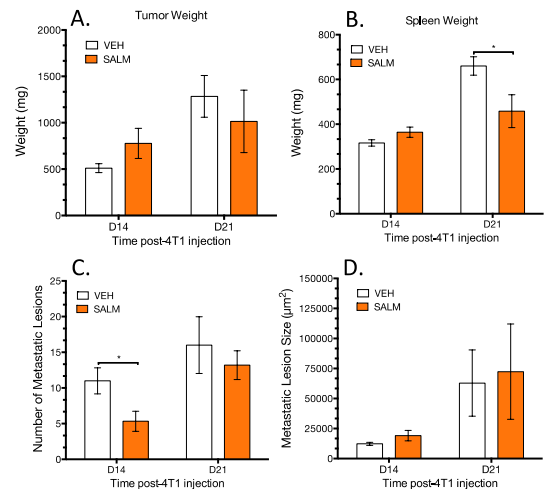 A.
Tumor Weight
VEH
SALM
Weight (mg)
2000
1500
1000
500
0
D14
D21
Time post-4T1 injection
B.
Spleen Weight
VEH
SALM
*
Weight (mg)
800
600
400
200
0
D14
D21
Time post-4T1 injection
C.
VEH
SALM
*
Number of Metastatic Lesions
25
20
15
10
5
0
D14
D21
Time post-4T1 injection
D.
VEH
SALM
Metastatic Lesion Size (μm²)
150000
125000
100000
75000
50000
25000
0
D14
D21
Time post-4T1 injection